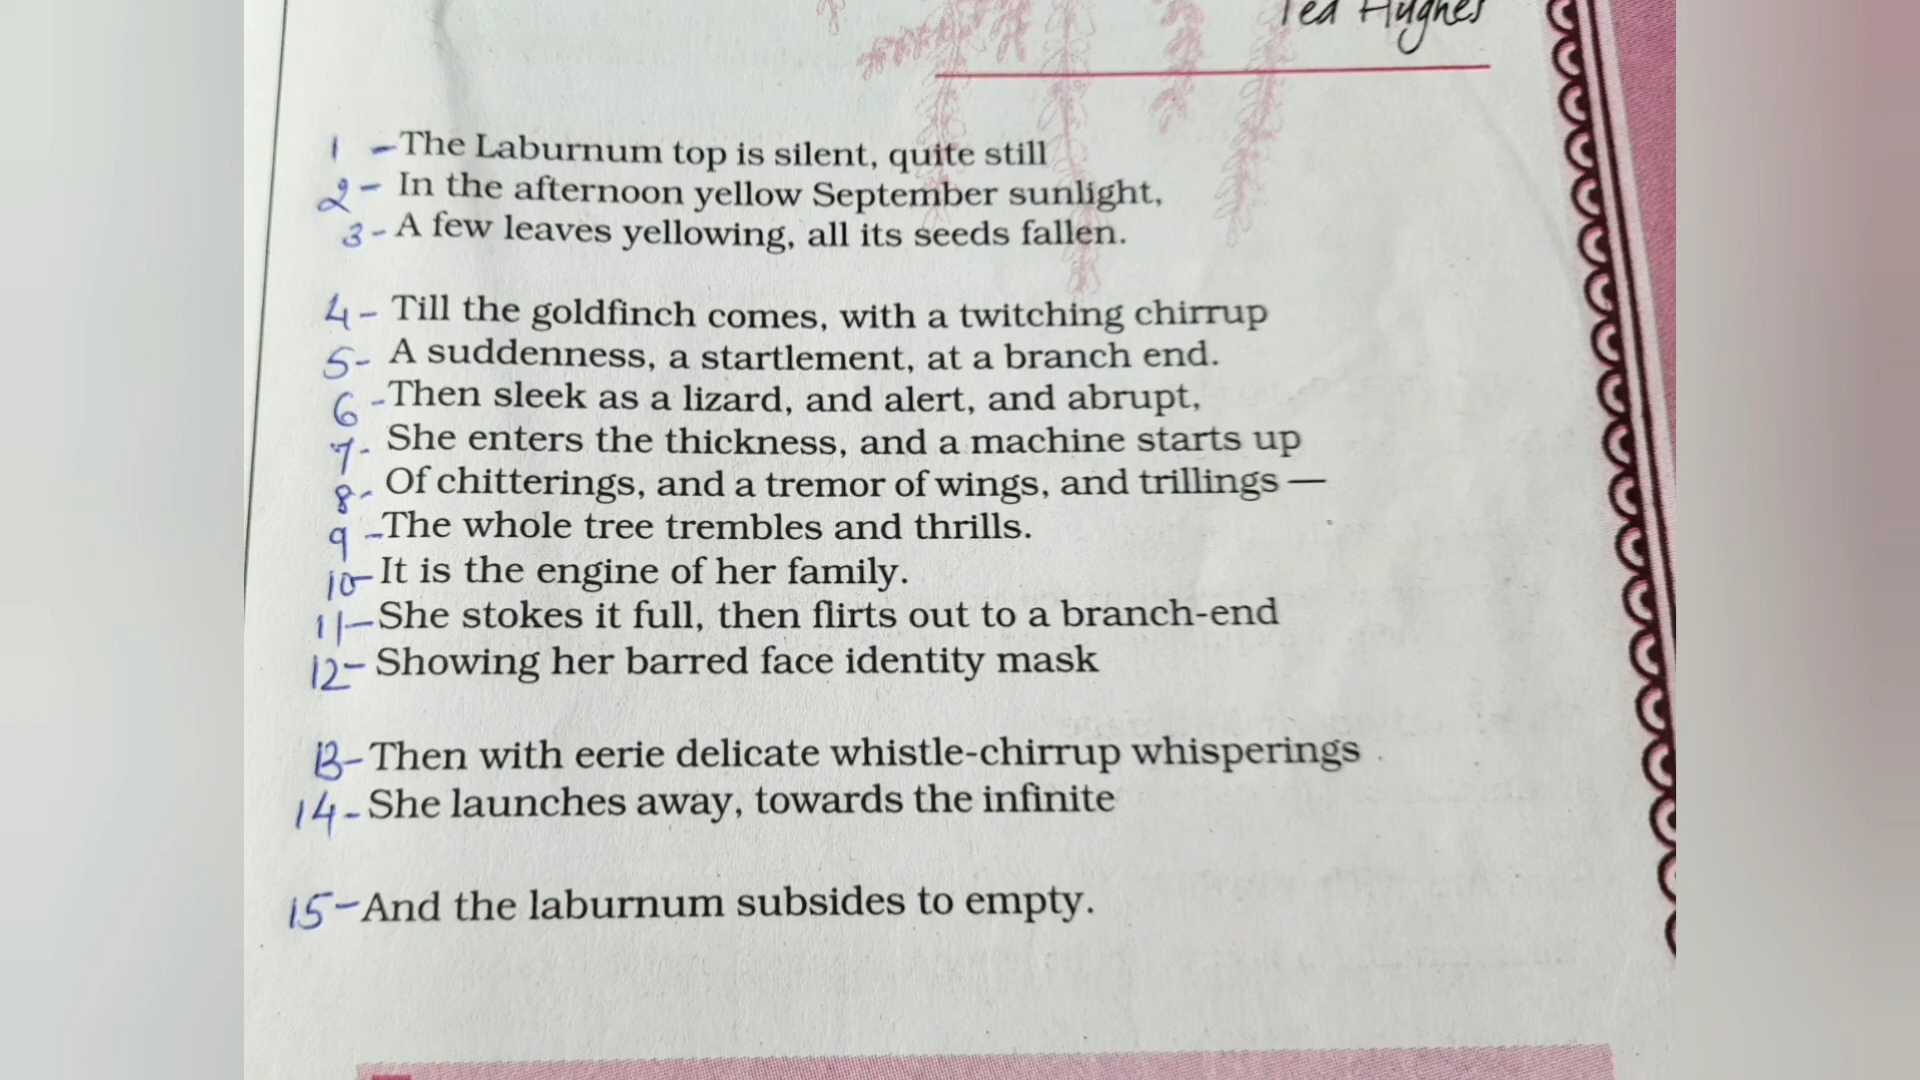 Ted Hughes
1 - The Laburnum top is silent, quite still
2 - In the afternoon yellow September sunlight,
3 - A few leaves yellowing, all its seeds fallen.
4 - Till the goldfinch comes, with a twitching chirrup
5 - A suddenness, a startlement, at a branch end.
6 - Then sleek as a lizard, and alert, and abrupt,
7 - She enters the thickness, and a machine starts up
8 - Of chitterings, and a tremor of wings, and trillings —
9 - The whole tree trembles and thrills.
10 - It is the engine of her family.
11 - She stokes it full, then flirts out to a branch-end
12 - Showing her barred face identity mask
13 - Then with eerie delicate whistle-chirrup whisperings
14 - She launches away, towards the infinite
15 - And the laburnum subsides to empty.